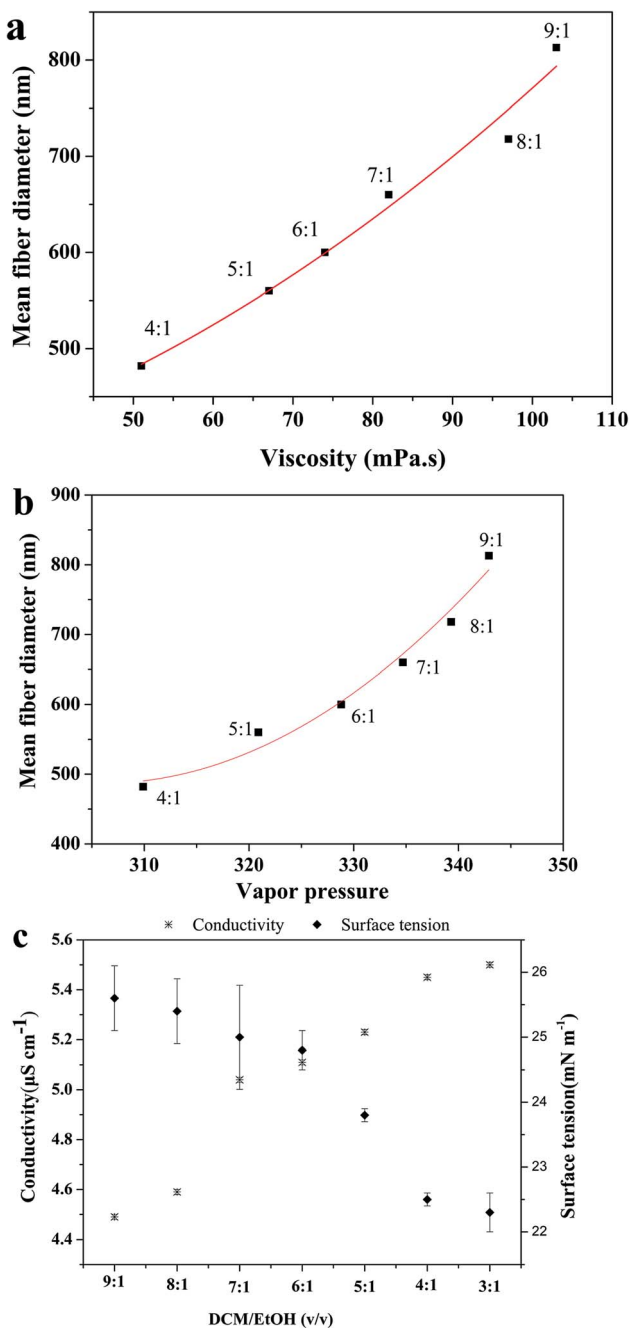 a
Mean fiber diameter (nm)
800
700
600
500
4:1
5:1
6:1
7:1
8:1
9:1
50 60 70 80 90 100 110
Viscosity (mPa.s)
b
Mean fiber diameter (nm)
900
800
700
600
500
400
4:1
5:1
6:1
7:1
8:1
9:1
310 320 330 340 350
Vapor pressure
Conductivity Surface tension
c
Conductivity(µS cm⁻¹)
5.6
5.4
5.2
5.0
4.8
4.6
4.4
26
25
24
23
22
Surface tension(mN m⁻¹)
9:1 8:1 7:1 6:1 5:1 4:1 3:1
DCM/EtOH (v/v)